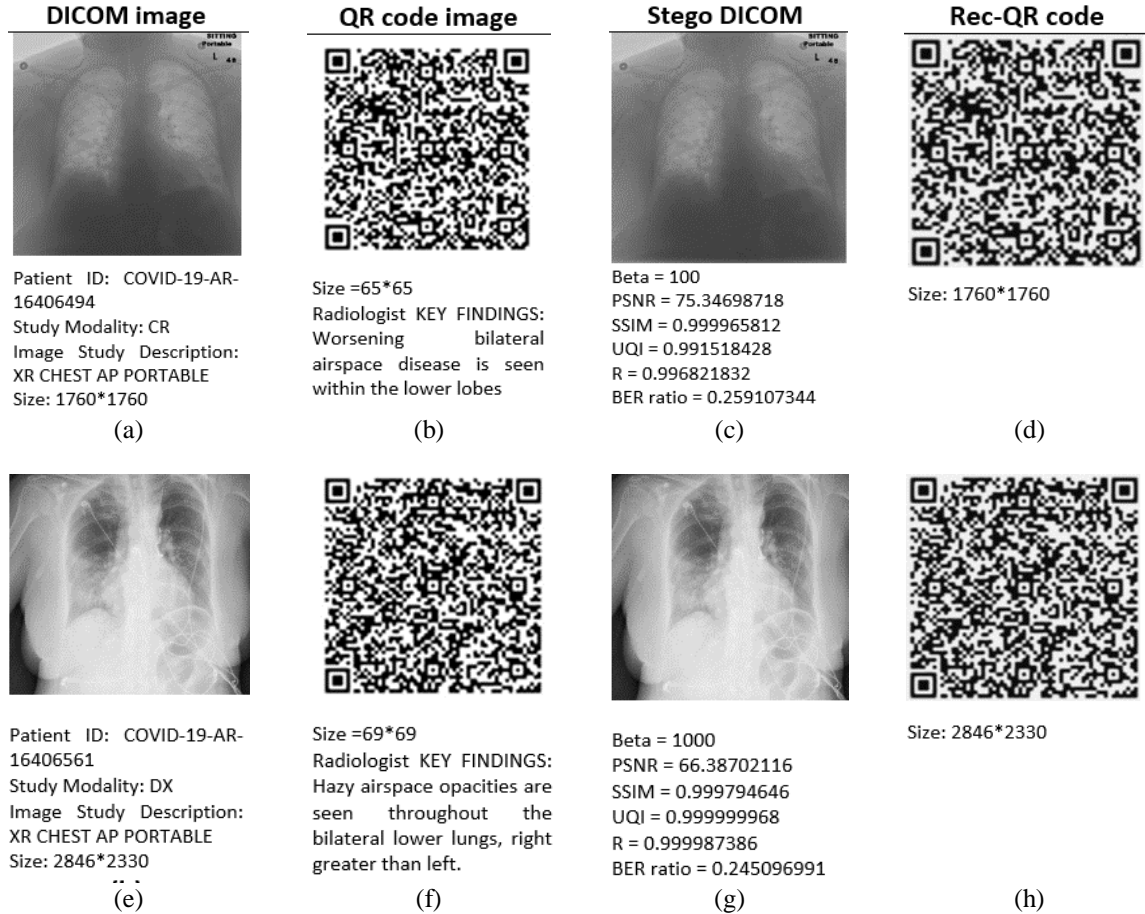 DICOM image
QR code image
Stego DICOM
Rec-QR code
SITTING
Portable
L
SITTING
Portable
L
Patient ID: COVID-19-AR-
16406494
Study Modality: CR
Image Study Description:
XR CHEST AP PORTABLE
Size: 1760*1760
Size =65*65
Radiologist KEY FINDINGS:
Worsening bilateral
airspace disease is seen
within the lower lobes
Beta = 100
PSNR = 75.34698718
SSIM = 0.999965812
UQI = 0.991518428
R = 0.996821832
BER ratio = 0.259107344
Size: 1760*1760
(a)
(b)
(c)
(d)
Patient ID: COVID-19-AR-
16406561
Study Modality: DX
Image Study Description:
XR CHEST AP PORTABLE
Size: 2846*2330
Size =69*69
Radiologist KEY FINDINGS:
Hazy airspace opacities are
seen throughout the
bilateral lower lungs, right
greater than left.
Beta = 1000
PSNR = 66.38702116
SSIM = 0.999794646
UQI = 0.999999968
R = 0.999987386
BER ratio = 0.245096991
Size: 2846*2330
(e)
(f)
(g)
(h)